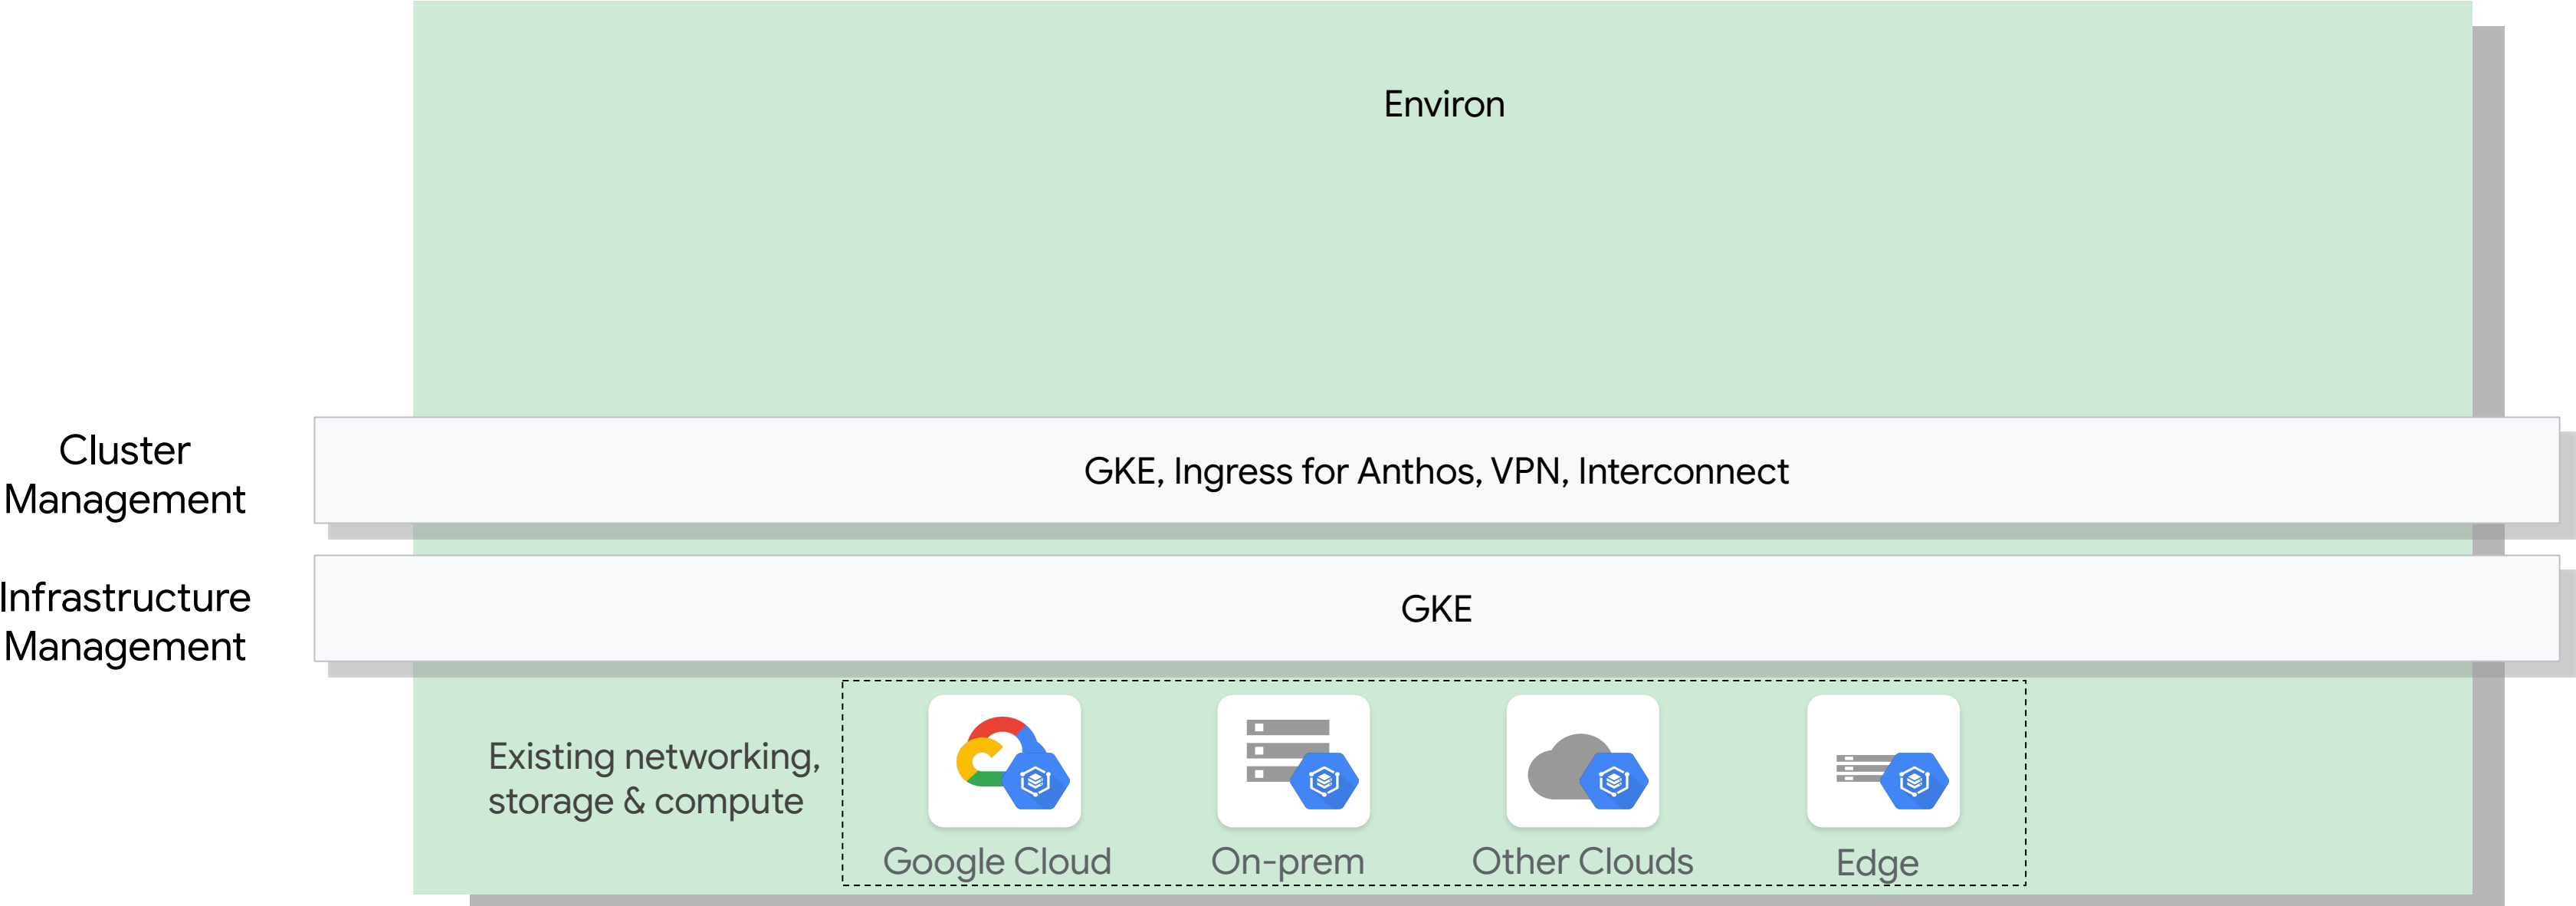 Environ
Cluster
Management
GKE, Ingress for Anthos, VPN, Interconnect
Infrastructure
Management
GKE
Existing networking,
storage & compute
Google Cloud
On-prem
Other Clouds
Edge